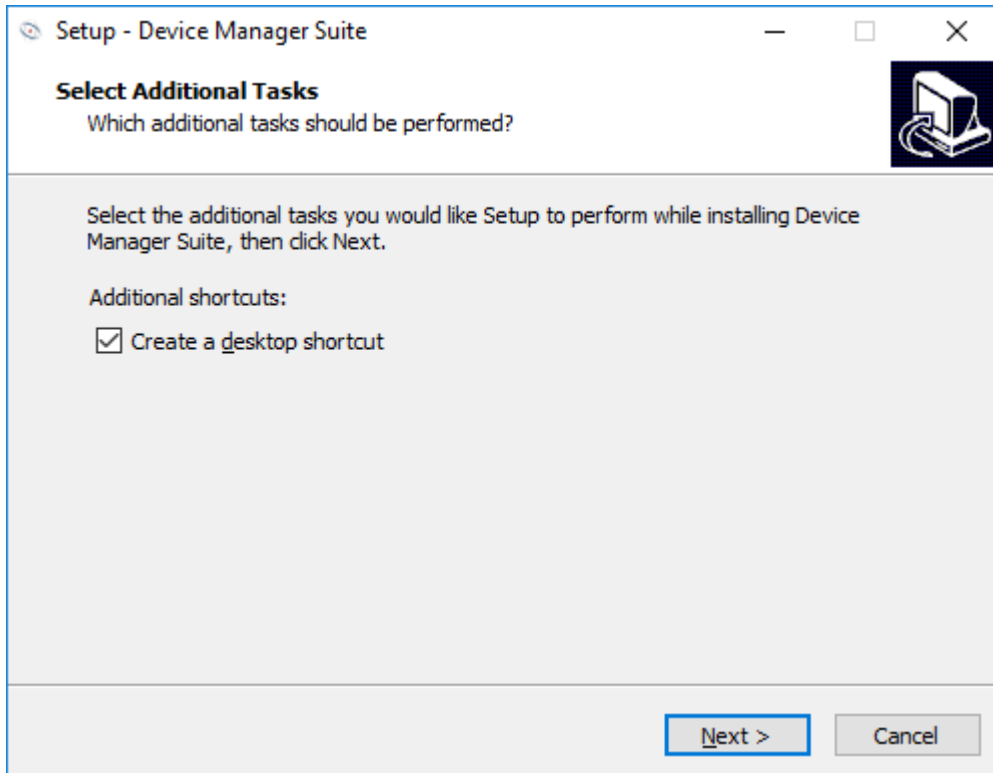 Setup - Device Manager Suite
Select Additional Tasks
Which additional tasks should be performed?
Select the additional tasks you would like Setup to perform while installing Device
Manager Suite, then click Next.
Additional shortcuts:
Create a desktop shortcut
Next >
Cancel